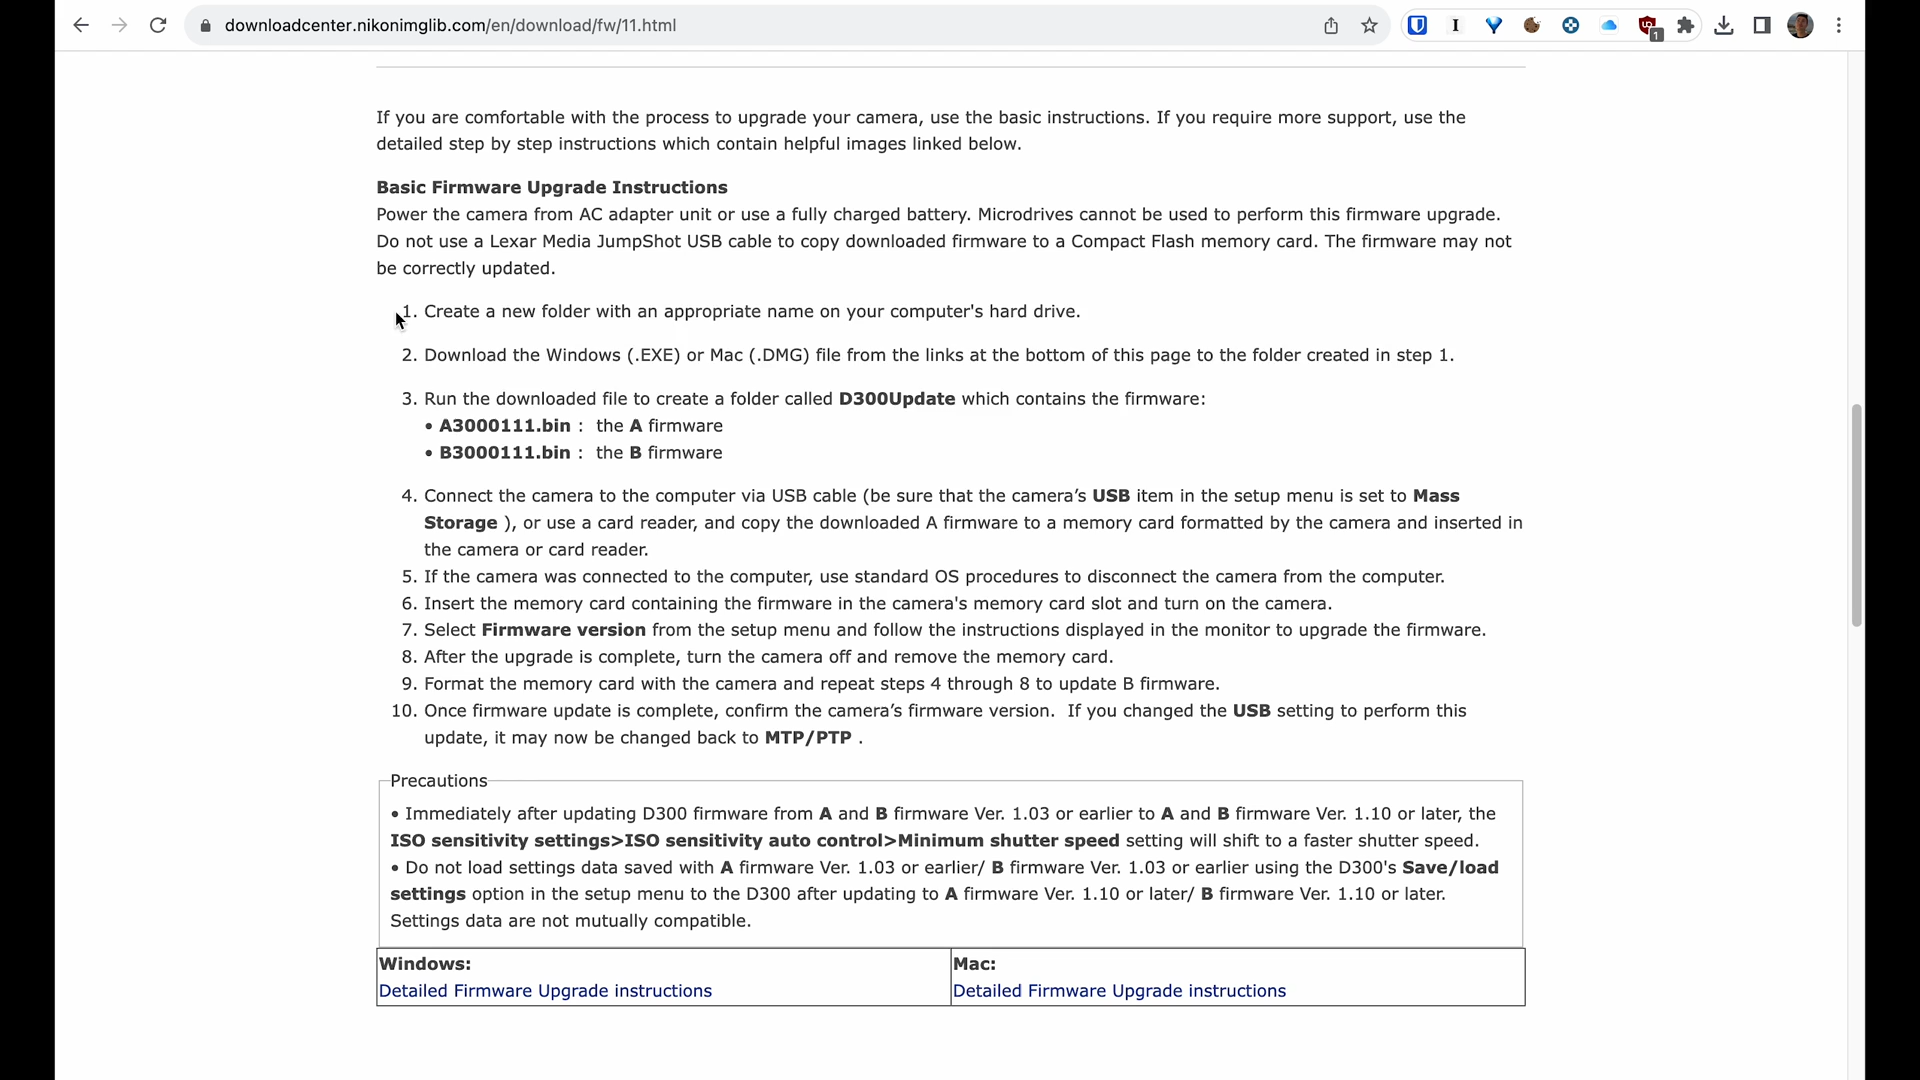 downloadcenter.nikonimglib.com/en/download/fw/11.html
1
If you are comfortable with the process to upgrade your camera, use the basic instructions. If you require more support, use the
detailed step by step instructions which contain helpful images linked below.
Basic Firmware Upgrade Instructions
Power the camera from AC adapter unit or use a fully charged battery. Microdrives cannot be used to perform this firmware upgrade.
Do not use a Lexar Media JumpShot USB cable to copy downloaded firmware to a Compact Flash memory card. The firmware may not
be correctly updated.
1. Create a new folder with an appropriate name on your computer's hard drive.
2. Download the Windows (.EXE) or Mac (.DMG) file from the links at the bottom of this page to the folder created in step 1.
3. Run the downloaded file to create a folder called D300Update which contains the firmware:
• A3000111.bin : the A firmware
• B3000111.bin : the B firmware
4. Connect the camera to the computer via USB cable (be sure that the camera’s USB item in the setup menu is set to Mass
Storage ), or use a card reader, and copy the downloaded A firmware to a memory card formatted by the camera and inserted in
the camera or card reader.
5. If the camera was connected to the computer, use standard OS procedures to disconnect the camera from the computer.
6. Insert the memory card containing the firmware in the camera's memory card slot and turn on the camera.
7. Select Firmware version from the setup menu and follow the instructions displayed in the monitor to upgrade the firmware.
8. After the upgrade is complete, turn the camera off and remove the memory card.
9. Format the memory card with the camera and repeat steps 4 through 8 to update B firmware.
10. Once firmware update is complete, confirm the camera’s firmware version. If you changed the USB setting to perform this
update, it may now be changed back to MTP/PTP .
Precautions
• Immediately after updating D300 firmware from A and B firmware Ver. 1.03 or earlier to A and B firmware Ver. 1.10 or later, the
ISO sensitivity settings>ISO sensitivity auto control>Minimum shutter speed setting will shift to a faster shutter speed.
• Do not load settings data saved with A firmware Ver. 1.03 or earlier/ B firmware Ver. 1.03 or earlier using the D300's Save/load
settings option in the setup menu to the D300 after updating to A firmware Ver. 1.10 or later/ B firmware Ver. 1.10 or later.
Settings data are not mutually compatible.
Windows:
Detailed Firmware Upgrade instructions
Mac:
Detailed Firmware Upgrade instructions